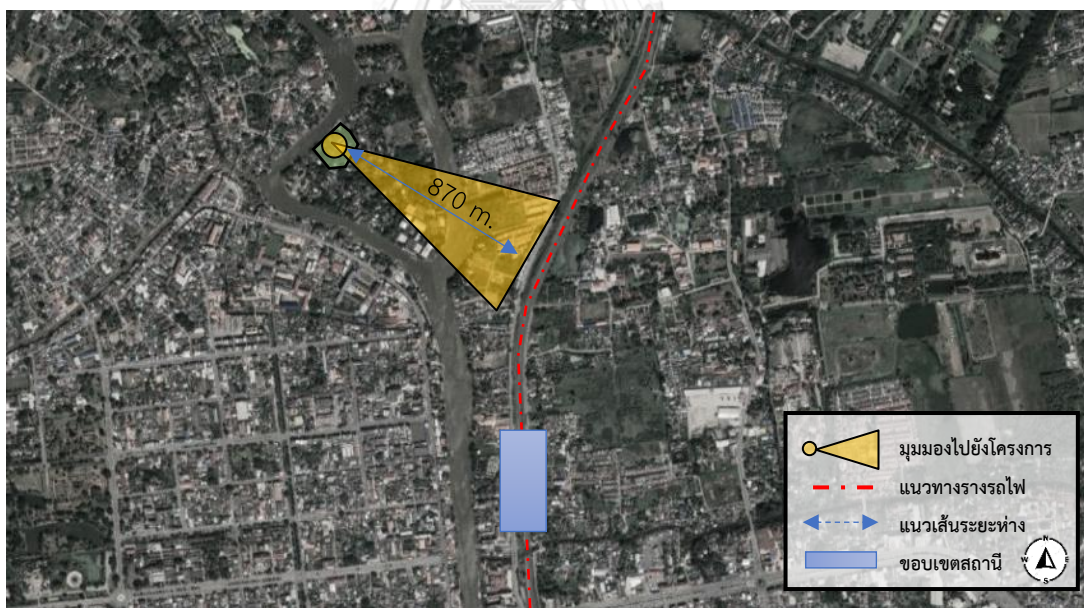 870 m.
มุมมองไปยังโครงการ
แนวทางรางรถไฟ
แนวเส้นระยะห่าง
ขอบเขตสถานี
N
W E
S